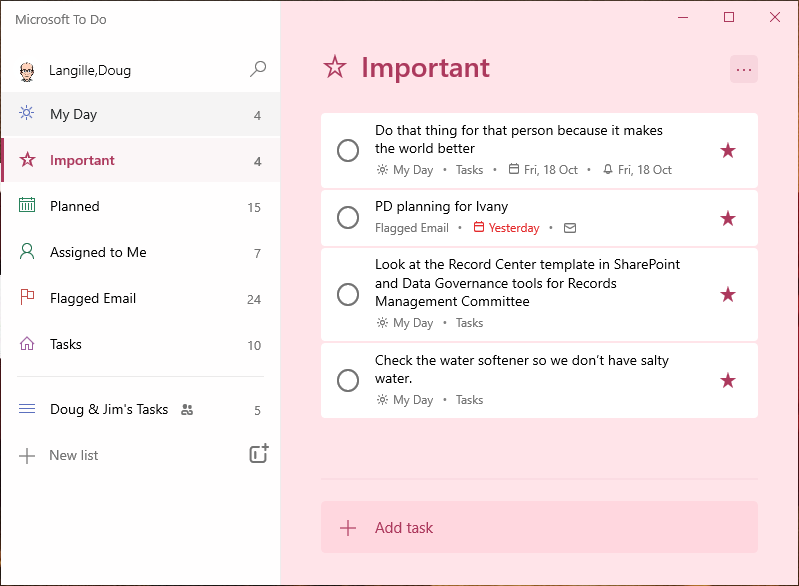 Microsoft To Do
Langille,Doug
My Day 4
Important 4
Planned 15
Assigned to Me 7
Flagged Email 24
Tasks 10
Doug & Jim's Tasks 5
New list
Important
Do that thing for that person because it makes
the world better
My Day • Tasks • Fri, 18 Oct • Fri, 18 Oct
PD planning for Ivany
Flagged Email • Yesterday •
Look at the Record Center template in SharePoint
and Data Governance tools for Records
Management Committee
My Day • Tasks
Check the water softener so we don’t have salty
water.
My Day • Tasks
Add task